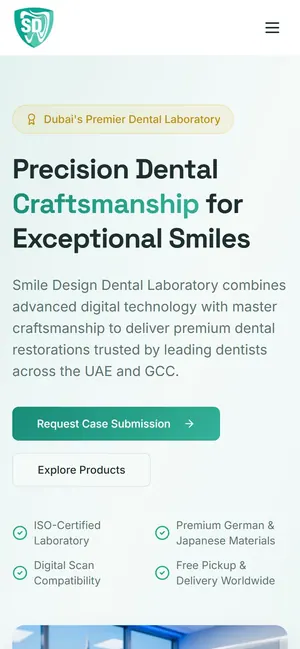 SD
Dubai's Premier Dental Laboratory
Precision Dental
Craftsmanship for
Exceptional Smiles
Smile Design Dental Laboratory combines
advanced digital technology with master
craftsmanship to deliver premium dental
restorations trusted by leading dentists
across the UAE and GCC.
Request Case Submission →
Explore Products
ISO-Certified
Laboratory
Premium German &
Japanese Materials
Digital Scan
Compatibility
Free Pickup &
Delivery Worldwide